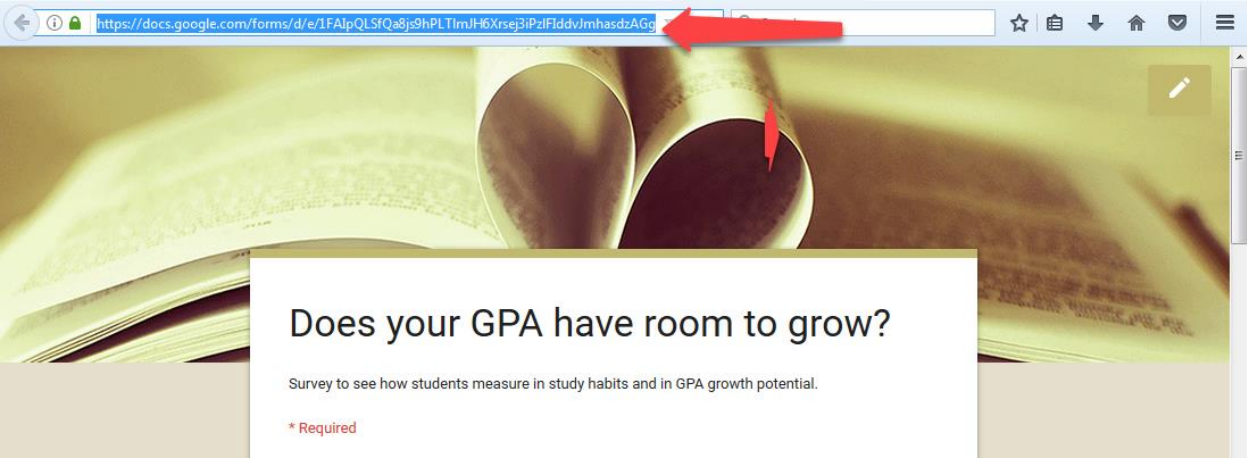 https://docs.google.com/forms/d/e/1FAIpQLSfQa8js9hPLTlmJH6Xrsej3iPzlFIddvJmhasdzAGg
Does your GPA have room to grow?
Survey to see how students measure in study habits and in GPA growth potential.
* Required